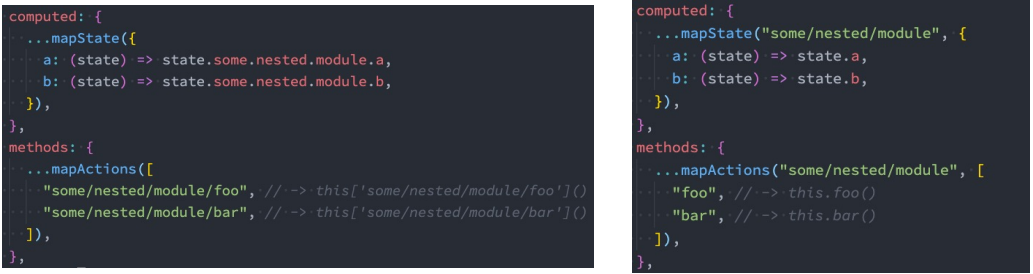 computed: {
  ...mapState({
    a: (state) => state.some.nested.module.a,
    b: (state) => state.some.nested.module.b,
  }),
},
methods: {
  ...mapActions([
    "some/nested/module/foo", // -> this['some/nested/module/foo']()
    "some/nested/module/bar", // -> this['some/nested/module/bar']()
  ]),
},
computed: {
  ...mapState("some/nested/module", {
    a: (state) => state.a,
    b: (state) => state.b,
  }),
},
methods: {
  ...mapActions("some/nested/module", [
    "foo", // -> this.foo()
    "bar", // -> this.bar()
  ]),
},